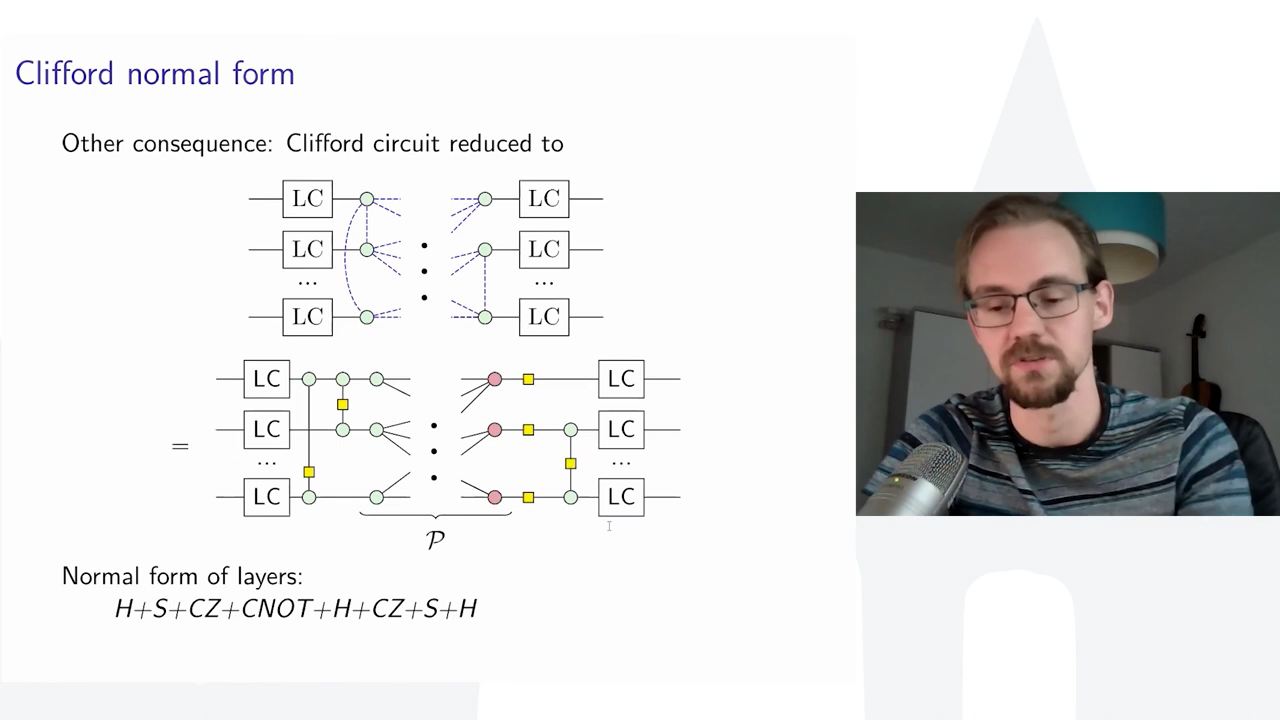 Clifford normal form
Other consequence: Clifford circuit reduced to
LC LC
LC LC
... ...
LC LC
LC LC
= LC LC
... ...
LC LC
𝒫
Normal form of layers:
H+S+CZ+CNOT+H+CZ+S+H